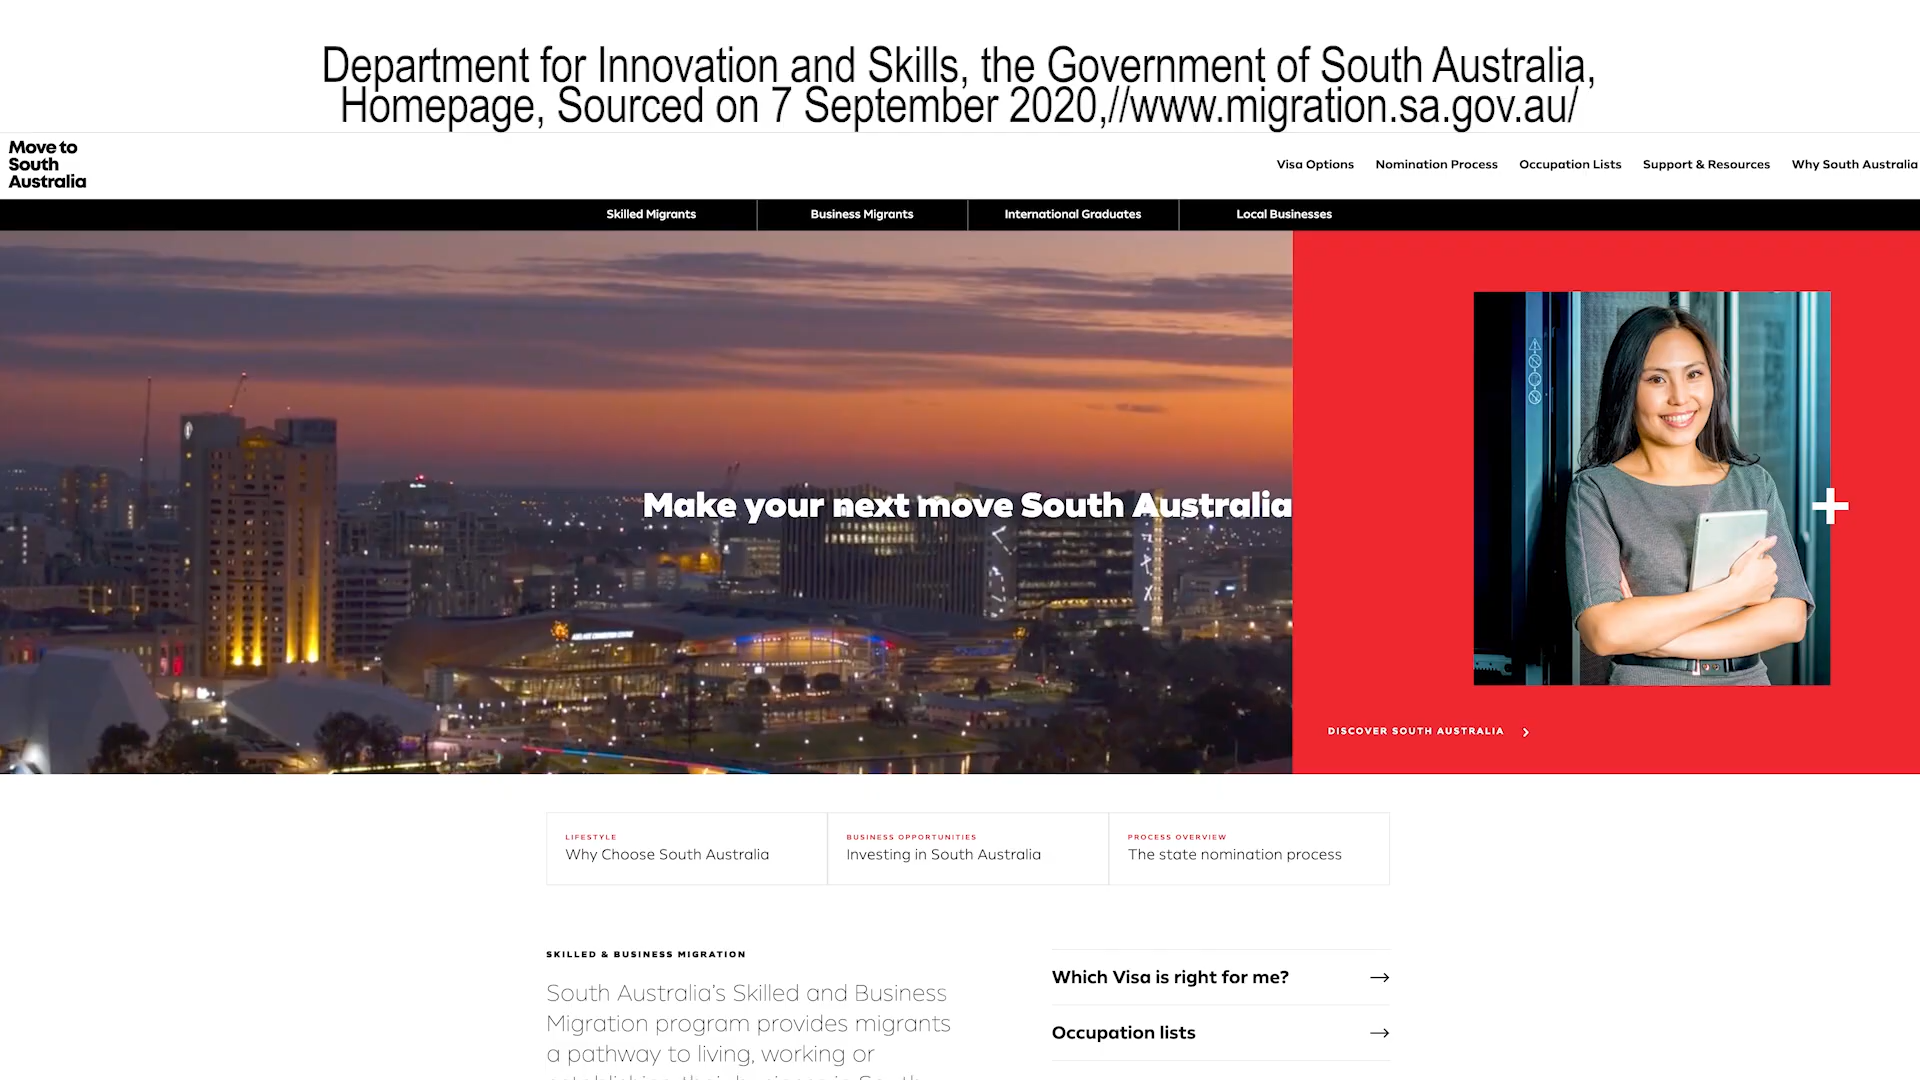 Department for Innovation and Skills, the Government of South Australia,
Homepage, Sourced on 7 September 2020,//www.migration.sa.gov.au/
Move to
South
Australia
Visa Options
Nomination Process
Occupation Lists
Support & Resources
Why South Australia
Skilled Migrants
Business Migrants
International Graduates
Local Businesses
Make your next move South Australia
DISCOVER SOUTH AUSTRALIA
LIFESTYLE
Why Choose South Australia
BUSINESS OPPORTUNITIES
Investing in South Australia
PROCESS OVERVIEW
The state nomination process
SKILLED & BUSINESS MIGRATION
South Australia's Skilled and Business
Migration program provides migrants
a pathway to living, working or
Which Visa is right for me?
Occupation lists